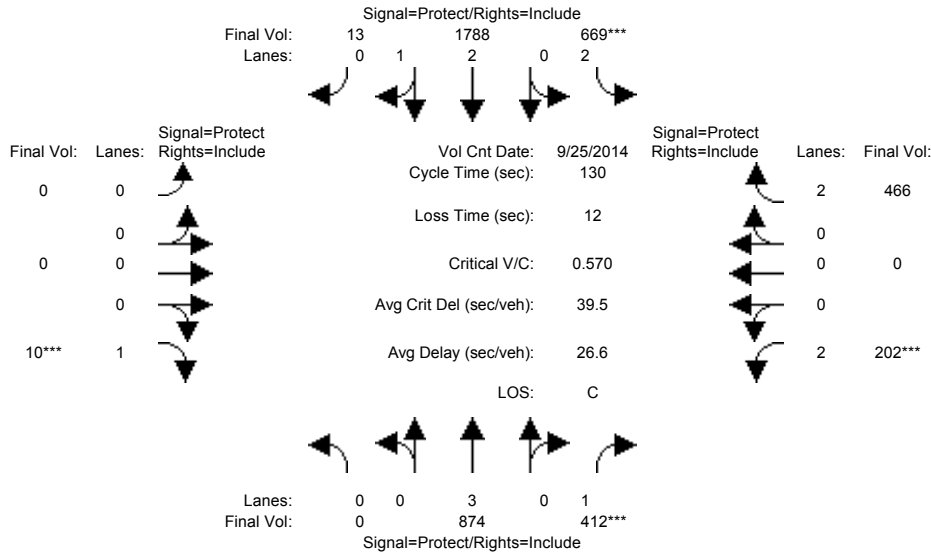 Signal=Protect/Rights=Include
Final Vol: 13 1788 669***
Lanes: 0 1 2 0 2
Signal=Protect Signal=Protect
Final Vol: Lanes: Rights=Include Vol Cnt Date: 9/25/2014 Rights=Include Lanes: Final Vol:
Cycle Time (sec): 130
0 0 2 466
Loss Time (sec): 12
0 0
0 0 Critical V/C: 0.570 0 0
0 Avg Crit Del (sec/veh): 39.5 0
10*** 1 Avg Delay (sec/veh): 26.6 2 202***
LOS: C
Lanes: 0 0 3 0 1
Final Vol: 0 874 412***
Signal=Protect/Rights=Include